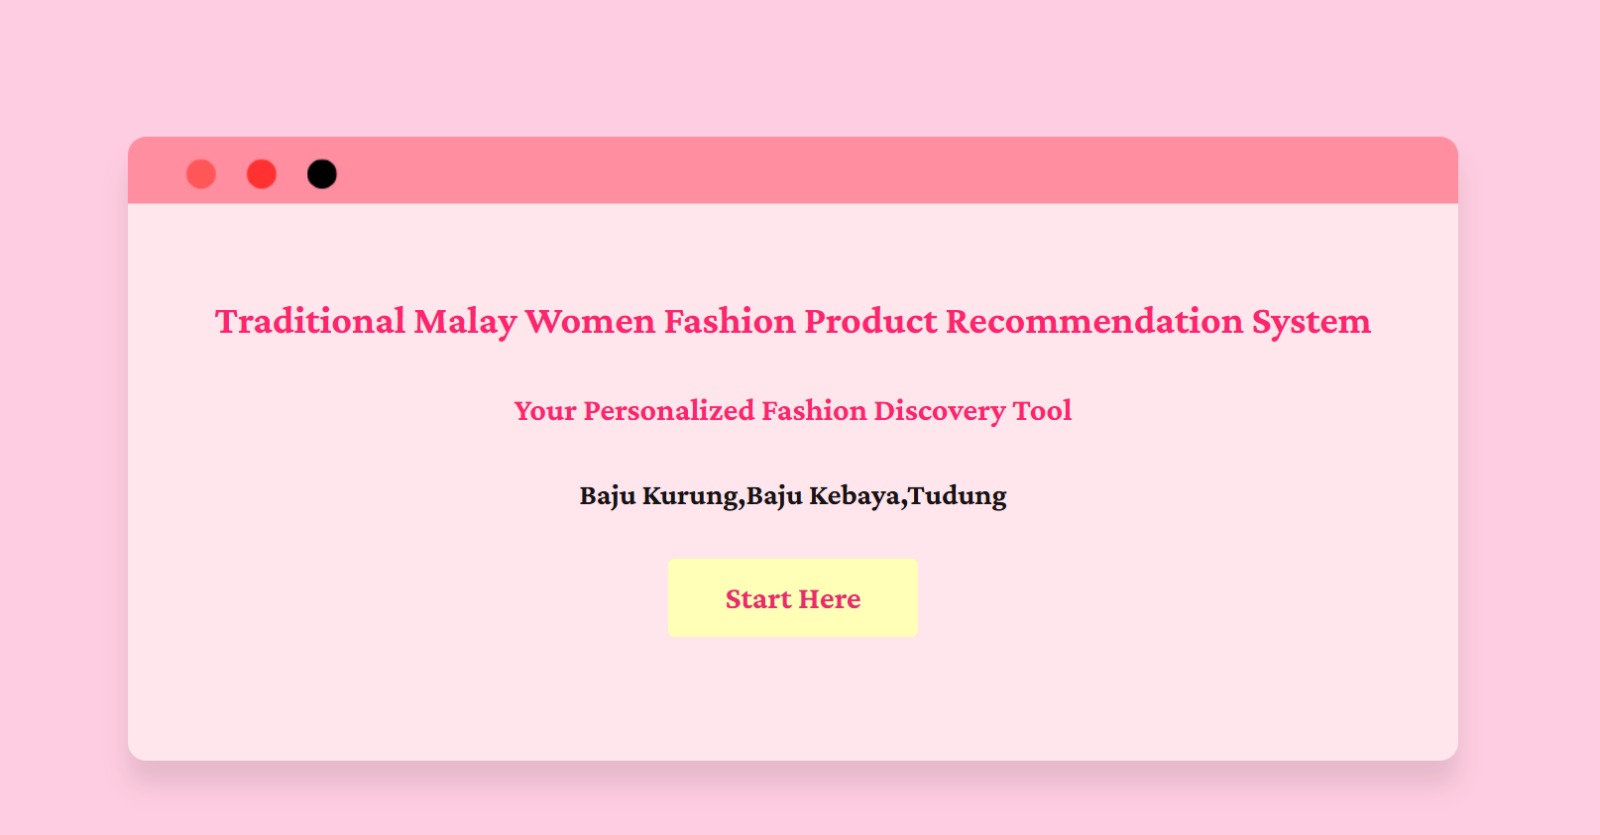 Traditional Malay Women Fashion Product Recommendation System
Your Personalized Fashion Discovery Tool
Baju Kurung,Baju Kebaya,Tudung
Start Here